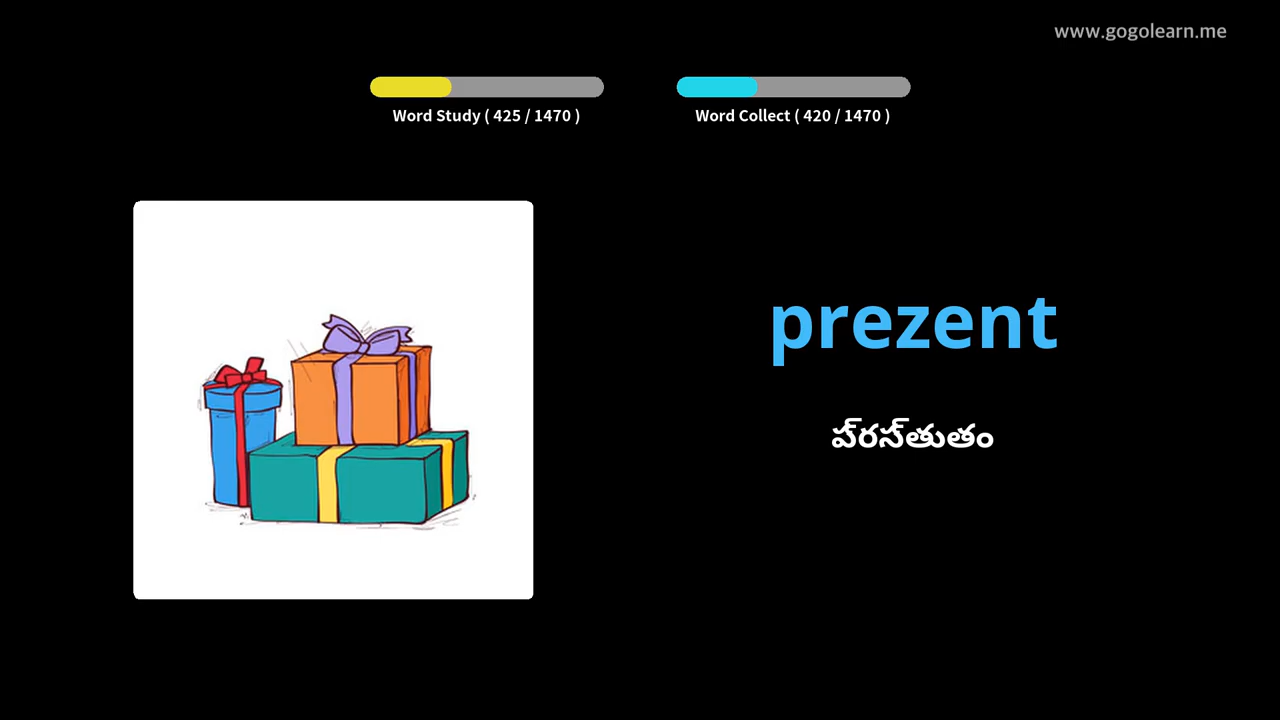 www.gogolearn.me
Word Study ( 425 / 1470 )
Word Collect ( 420 / 1470 )
prezent
ప్రస్తుతం